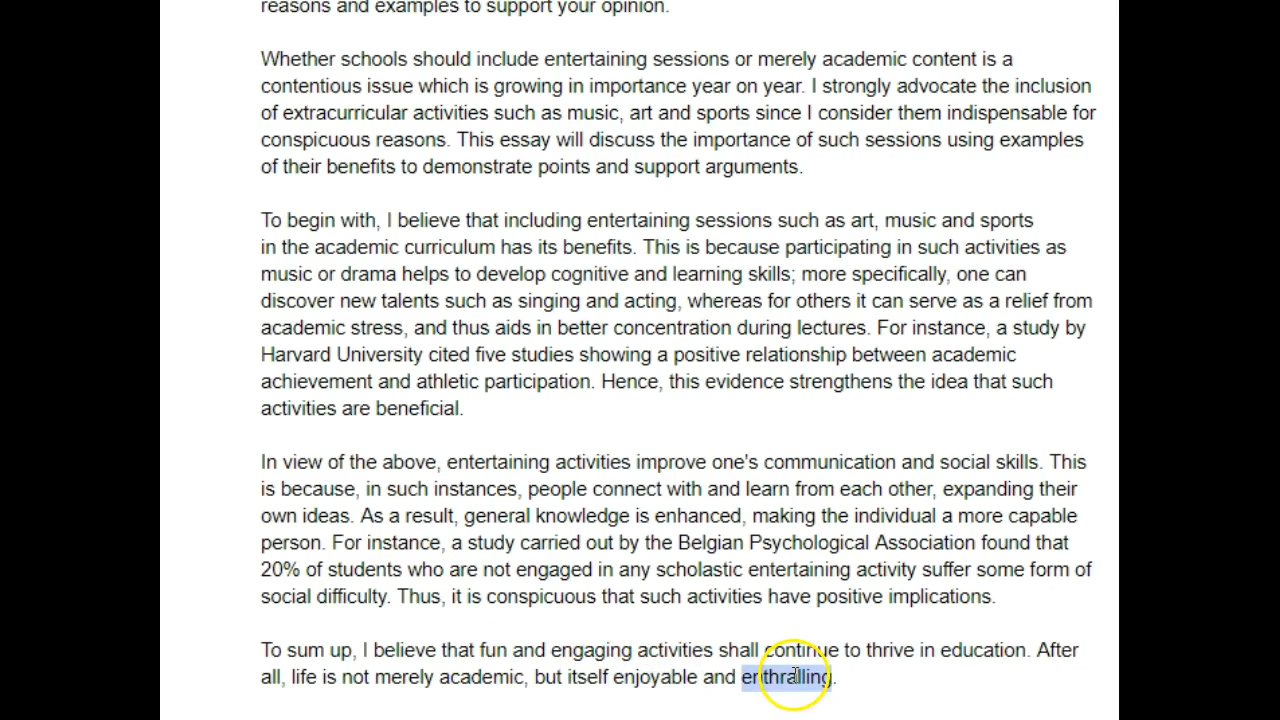 reasons and examples to support your opinion.
Whether schools should include entertaining sessions or merely academic content is a
contentious issue which is growing in importance year on year. I strongly advocate the inclusion
of extracurricular activities such as music, art and sports since I consider them indispensable for
conspicuous reasons. This essay will discuss the importance of such sessions using examples
of their benefits to demonstrate points and support arguments.
To begin with, I believe that including entertaining sessions such as art, music and sports
in the academic curriculum has its benefits. This is because participating in such activities as
music or drama helps to develop cognitive and learning skills; more specifically, one can
discover new talents such as singing and acting, whereas for others it can serve as a relief from
academic stress, and thus aids in better concentration during lectures. For instance, a study by
Harvard University cited five studies showing a positive relationship between academic
achievement and athletic participation. Hence, this evidence strengthens the idea that such
activities are beneficial.
In view of the above, entertaining activities improve one's communication and social skills. This
is because, in such instances, people connect with and learn from each other, expanding their
own ideas. As a result, general knowledge is enhanced, making the individual a more capable
person. For instance, a study carried out by the Belgian Psychological Association found that
20% of students who are not engaged in any scholastic entertaining activity suffer some form of
social difficulty. Thus, it is conspicuous that such activities have positive implications.
To sum up, I believe that fun and engaging activities shall continue to thrive in education. After
all, life is not merely academic, but itself enjoyable and enthralling.